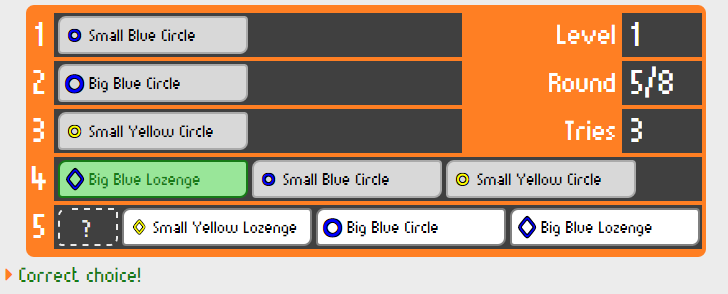 1 Small Blue Circle Level 1
2 Big Blue Circle Round 5/8
3 Small Yellow Circle Tries 3
4 Big Blue Lozenge Small Blue Circle Small Yellow Circle
5 ? Small Yellow Lozenge Big Blue Circle Big Blue Lozenge
Correct choice!